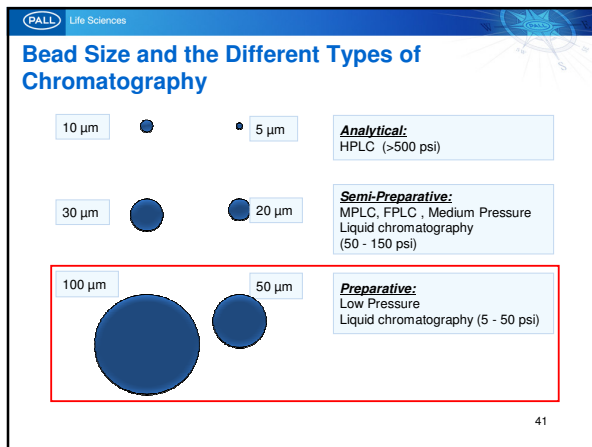 PALL Life Sciences
Bead Size and the Different Types of
Chromatography
10 µm
5 µm
Analytical:
HPLC (>500 psi)
30 µm
20 µm
Semi-Preparative:
MPLC, FPLC , Medium Pressure
Liquid chromatography
(50 - 150 psi)
100 µm
50 µm
Preparative:
Low Pressure
Liquid chromatography (5 - 50 psi)
41